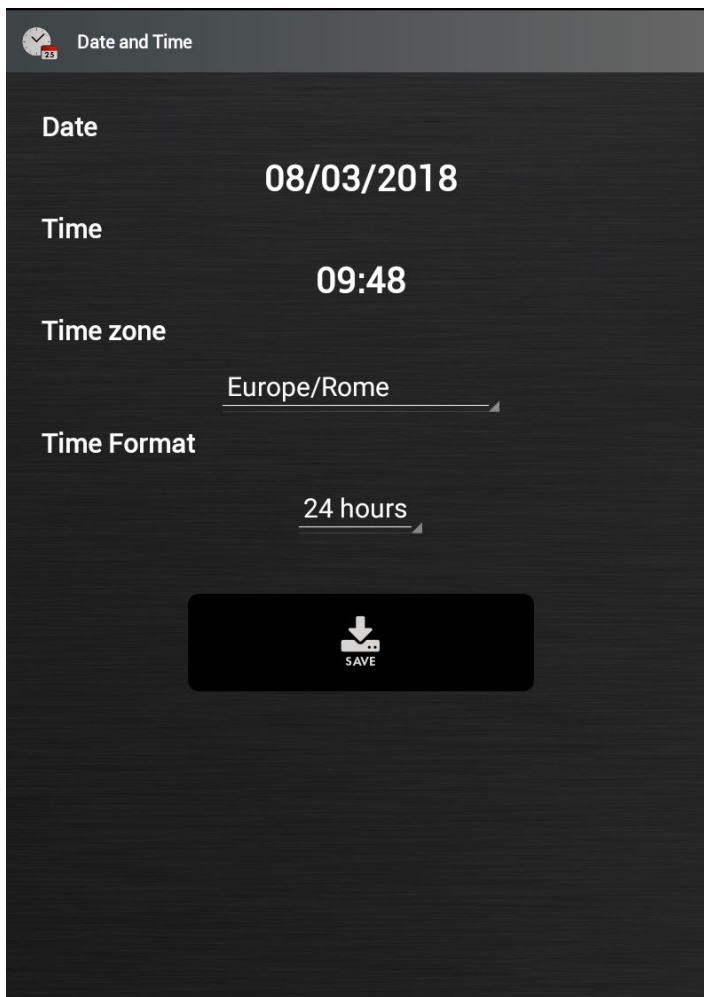 25
Date and Time
Date
08/03/2018
Time
09:48
Time zone
Europe/Rome
Time Format
24 hours
SAVE